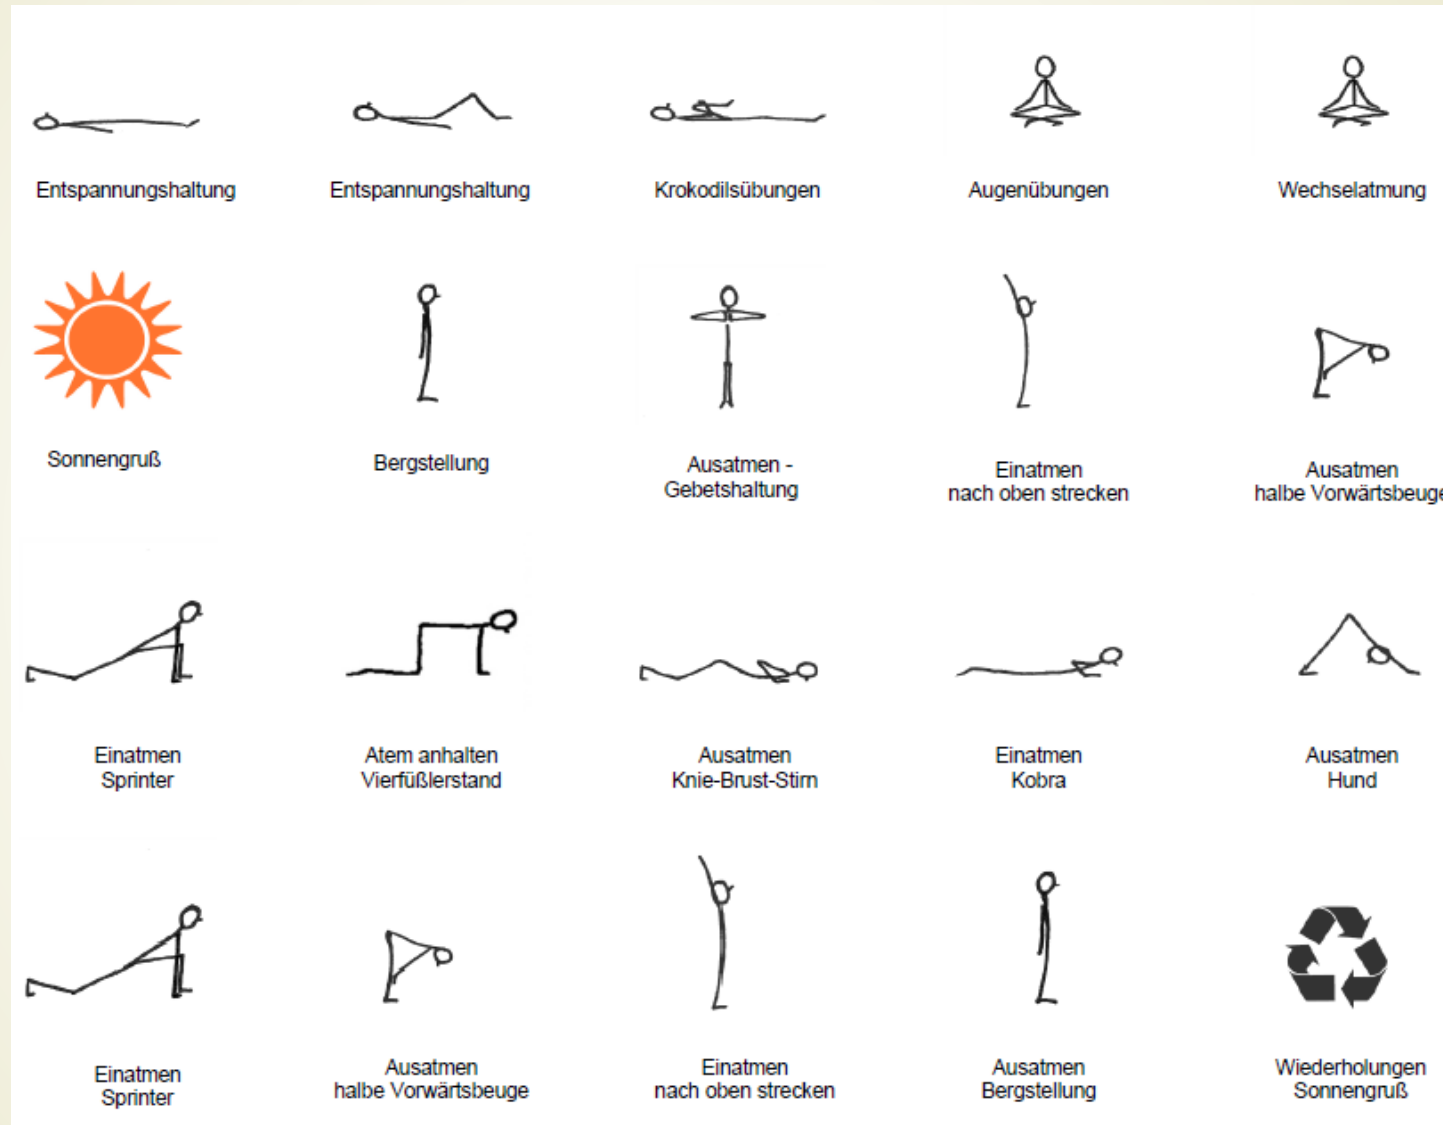 Entspannungshaltung
Entspannungshaltung
Krokodilsübungen
Augenübungen
Wechselatmung
Sonnengruß
Bergstellung
Ausatmen -
Gebetshaltung
Einatmen
nach oben strecken
Ausatmen
halbe Vorwärtsbeuge
Einatmen
Sprinter
Atem anhalten
Vierfüßlerstand
Ausatmen
Knie-Brust-Stirn
Einatmen
Kobra
Ausatmen
Hund
Einatmen
Sprinter
Ausatmen
halbe Vorwärtsbeuge
Einatmen
nach oben strecken
Ausatmen
Bergstellung
Wiederholungen
Sonnengruß